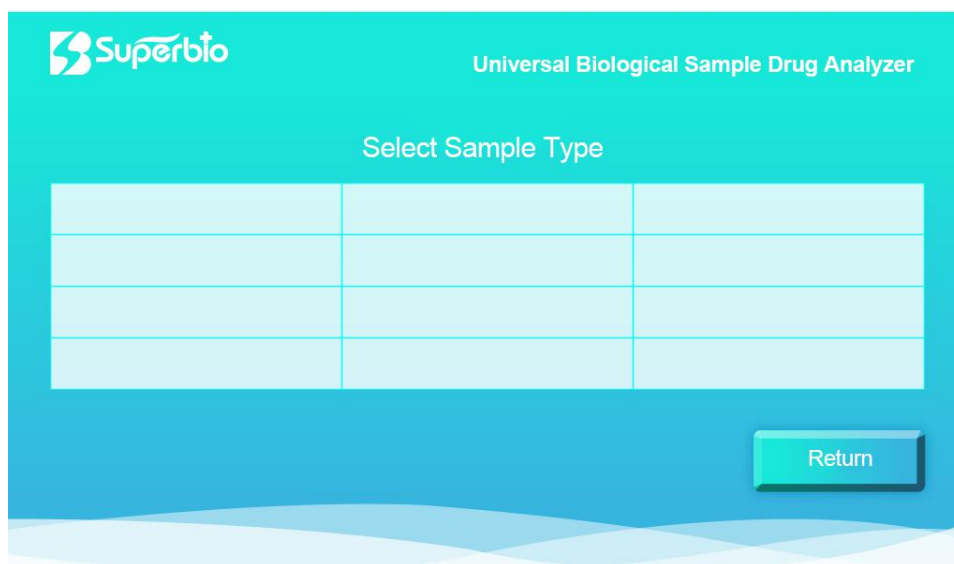 Superbio
Universal Biological Sample Drug Analyzer
Select Sample Type
Return